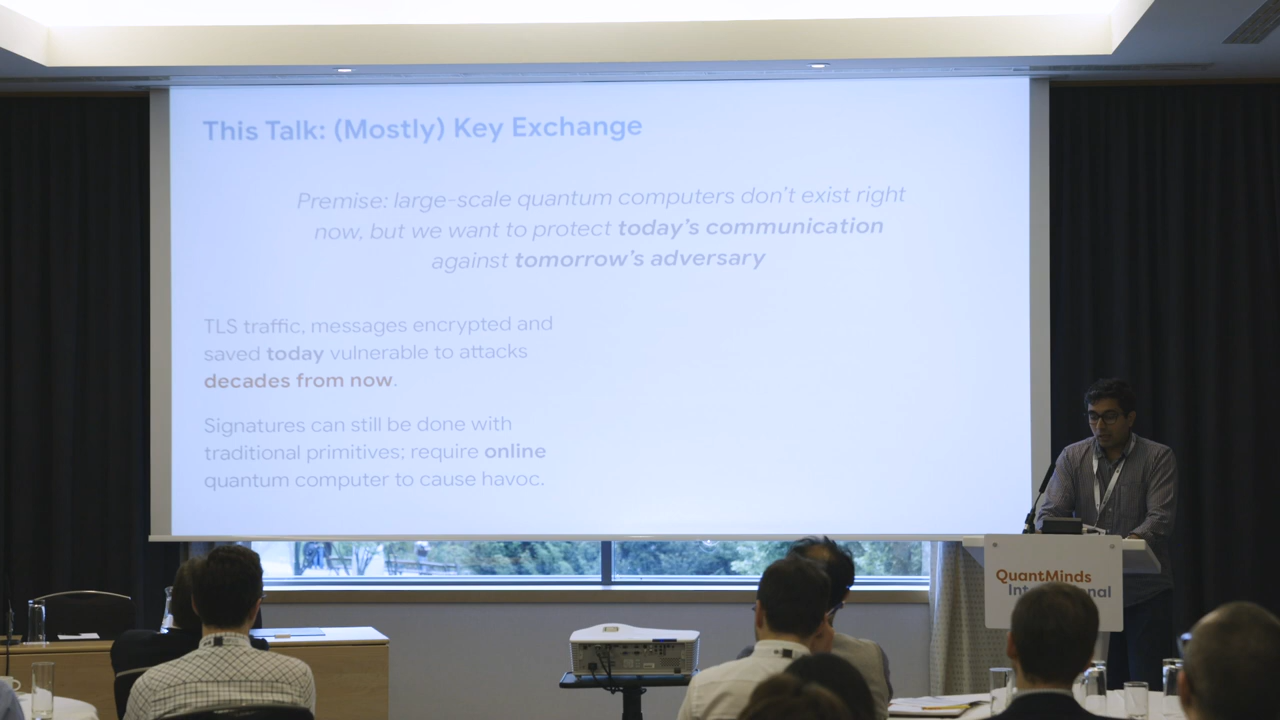 This Talk: (Mostly) Key Exchange
Premise: large-scale quantum computers don't exist right
now, but we want to protect today's communication
against tomorrow's adversary
TLS traffic, messages encrypted and
saved today vulnerable to attacks
decades from now.
Signatures can still be done with
traditional primitives; require online
quantum computer to cause havoc.
QuantMinds